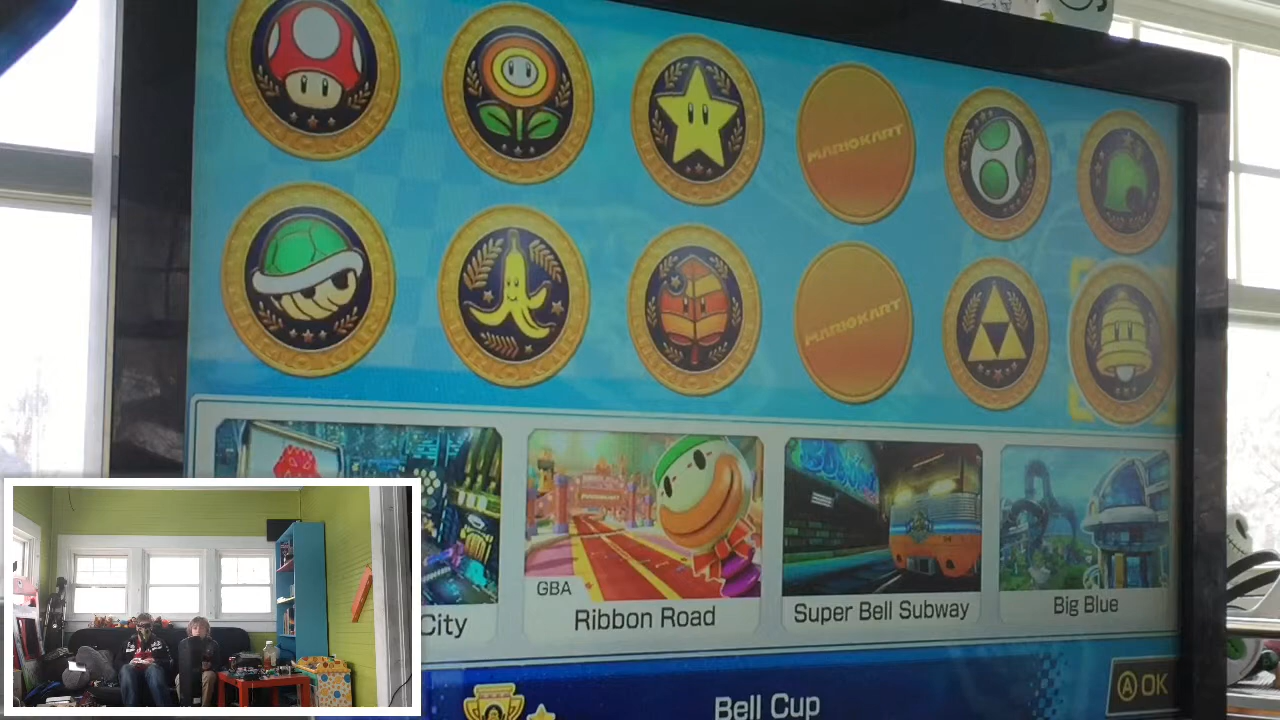 MARIOKART
MARIOKART
City
GBA
Ribbon Road
Super Bell Subway
Big Blue
Bell Cup
A OK